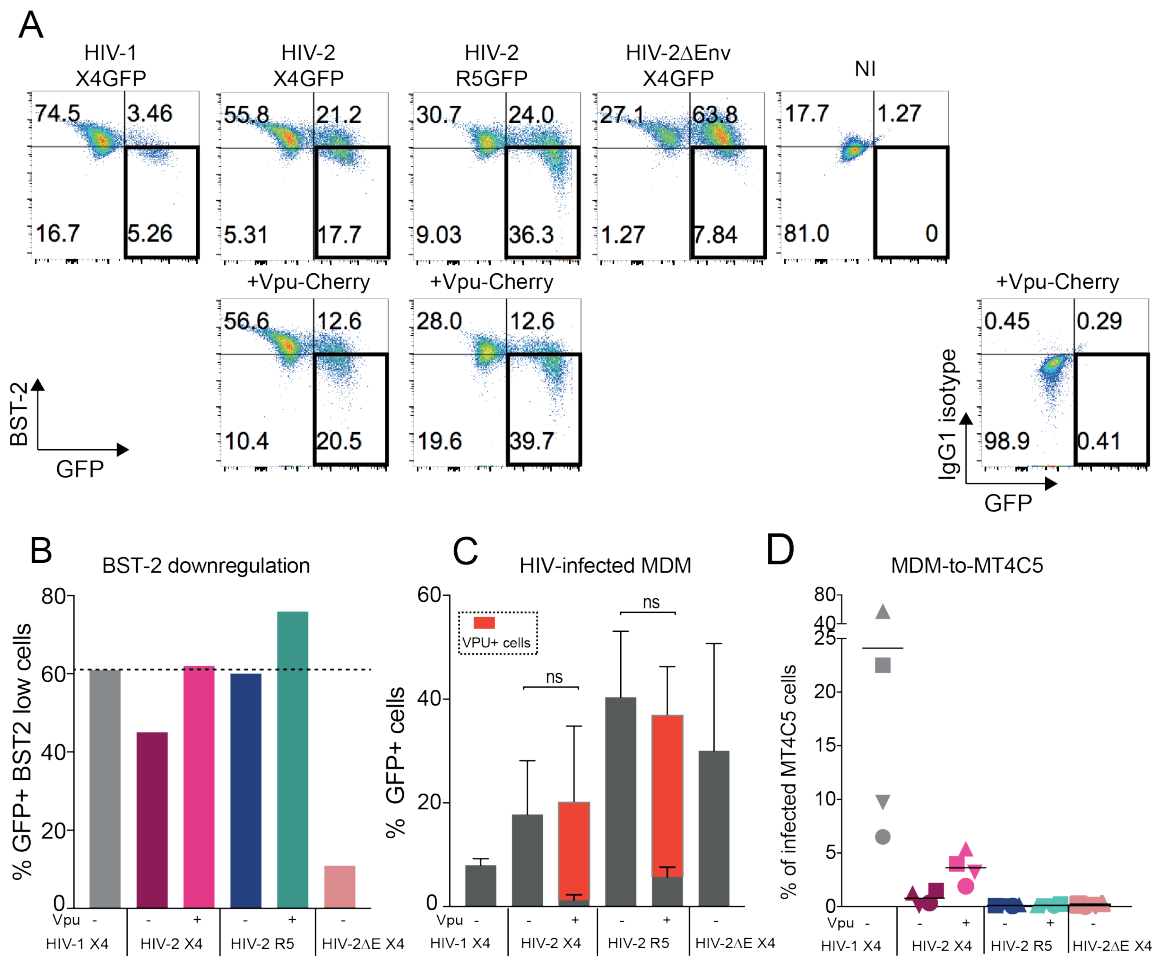 A
HIV-1
X4GFP
HIV-2
X4GFP
HIV-2
R5GFP
HIV-2ΔEnv
X4GFP
NI
74.5 3.46
16.7 5.26
55.8 21.2
5.31 17.7
30.7 24.0
9.03 36.3
27.1 63.8
1.27 7.84
17.7 1.27
81.0 0
+Vpu-Cherry
56.6 12.6
10.4 20.5
+Vpu-Cherry
28.0 12.6
19.6 39.7
+Vpu-Cherry
0.45 0.29
98.9 0.41
BST-2
GFP
IgG1 isotype
GFP
B
BST-2 downregulation
% GFP+ BST2 low cells
80
60
40
20
0
Vpu - - + - + -
HIV-1 X4 HIV-2 X4 HIV-2 R5 HIV-2ΔE X4
C
HIV-infected MDM
% GFP+ cells
60
40
20
0
VPU+ cells
ns
ns
Vpu - - + - + -
HIV-1 X4 HIV-2 X4 HIV-2 R5 HIV-2ΔE X4
D
MDM-to-MT4C5
% of infected MT4C5 cells
80
40
25
20
15
10
5
0
Vpu - - + - + -
HIV-1 X4 HIV-2 X4 HIV-2 R5 HIV-2ΔE X4